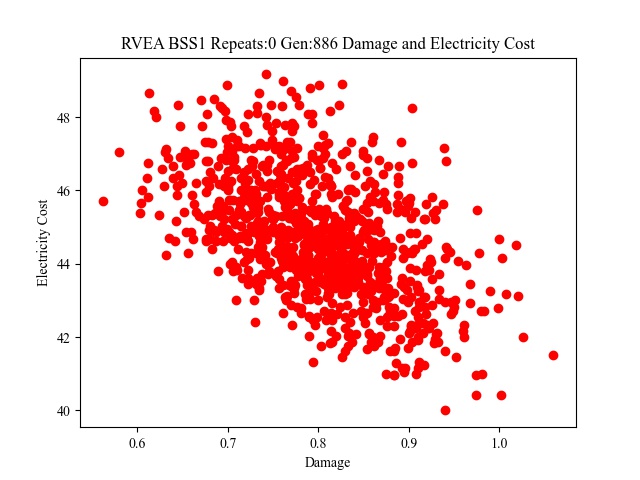 RVEA BSS1 Repeats:0 Gen:886 Damage and Electricity Cost
48
46
44
42
40
Electricity Cost
0.6 0.7 0.8 0.9 1.0
Damage